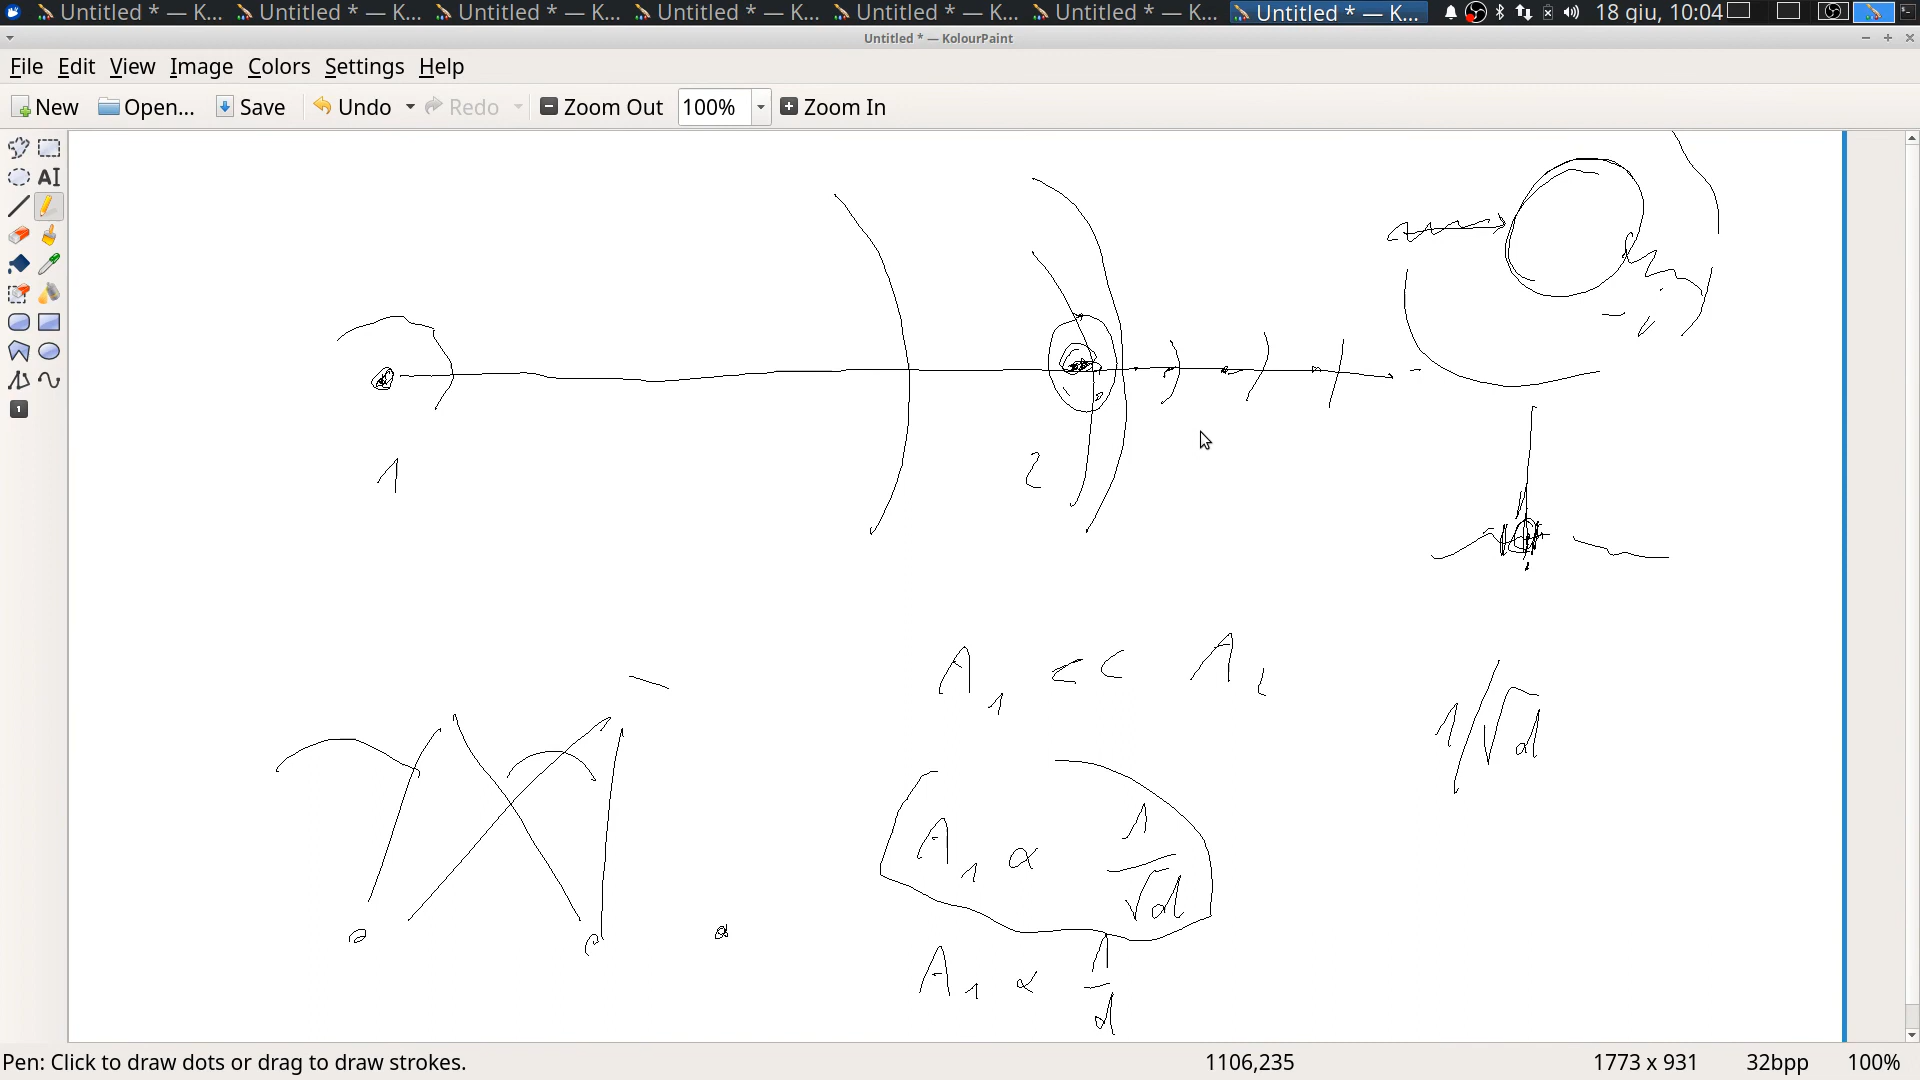 Untitled * — K... Untitled * — K... Untitled * — K... Untitled * — K... Untitled * — K... Untitled * — K... Untitled * — K... 18 giu, 10:04
Untitled * — KolourPaint
File Edit View Image Colors Settings Help
New Open... Save Undo Redo Zoom Out 100% Zoom In
AI
1
1
2
A₁ << A₂
1/√d
A₁ ∝ 1/√d
A₁ ∝ 1/d
Pen: Click to draw dots or drag to draw strokes. 1106,235 1773 x 931 32bpp 100%